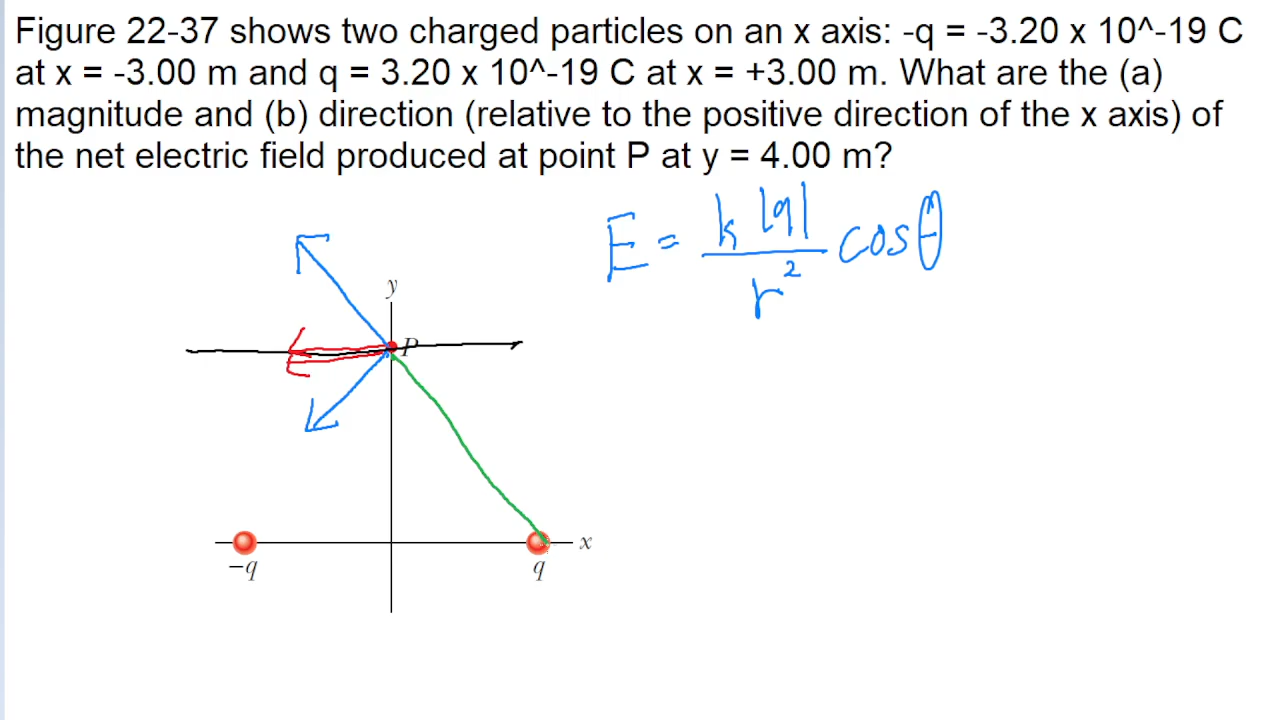 Figure 22-37 shows two charged particles on an x axis: -q = -3.20 x 10^-19 C
at x = -3.00 m and q = 3.20 x 10^-19 C at x = +3.00 m. What are the (a)
magnitude and (b) direction (relative to the positive direction of the x axis) of
the net electric field produced at point P at y = 4.00 m?
E = k|q|/r² cosθ
y
P
x
−q
q